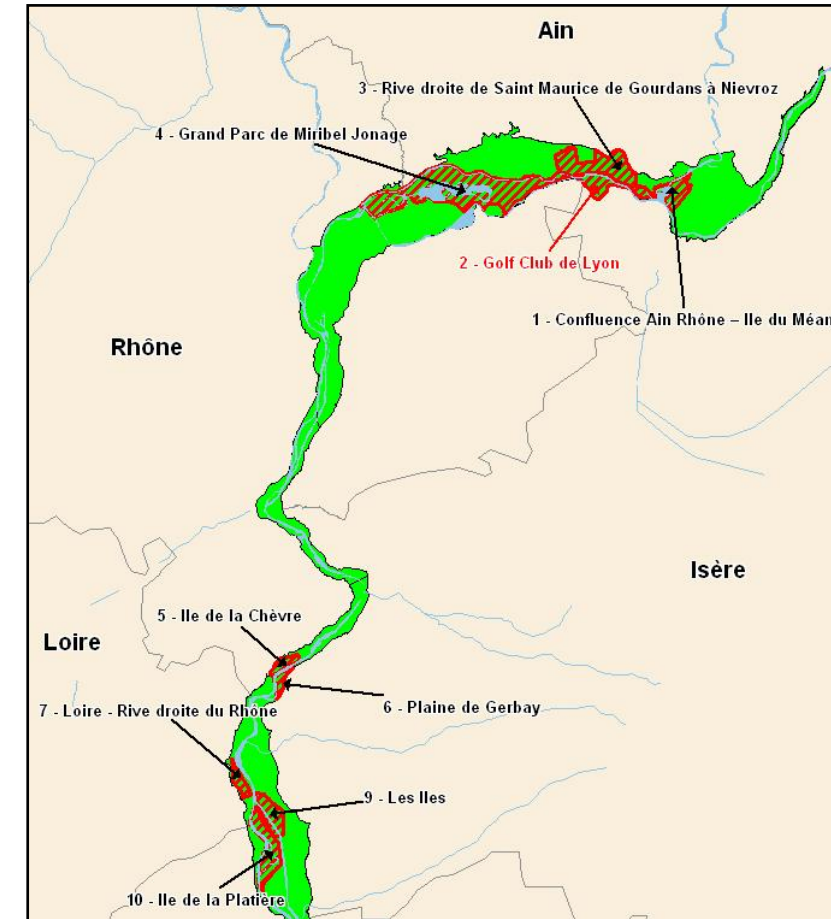 Ain
3 - Rive droite de Saint Maurice de Gourdans à Nievroz
4 - Grand Parc de Miribel Jonage
2 - Golf Club de Lyon
1 - Confluence Ain Rhône – Ile du Méan
Rhône
Isère
5 - Ile de la Chèvre
Loire
6 - Plaine de Gerbay
7 - Loire - Rive droite du Rhône
9 - Les Iles
10 - Ile de la Platière